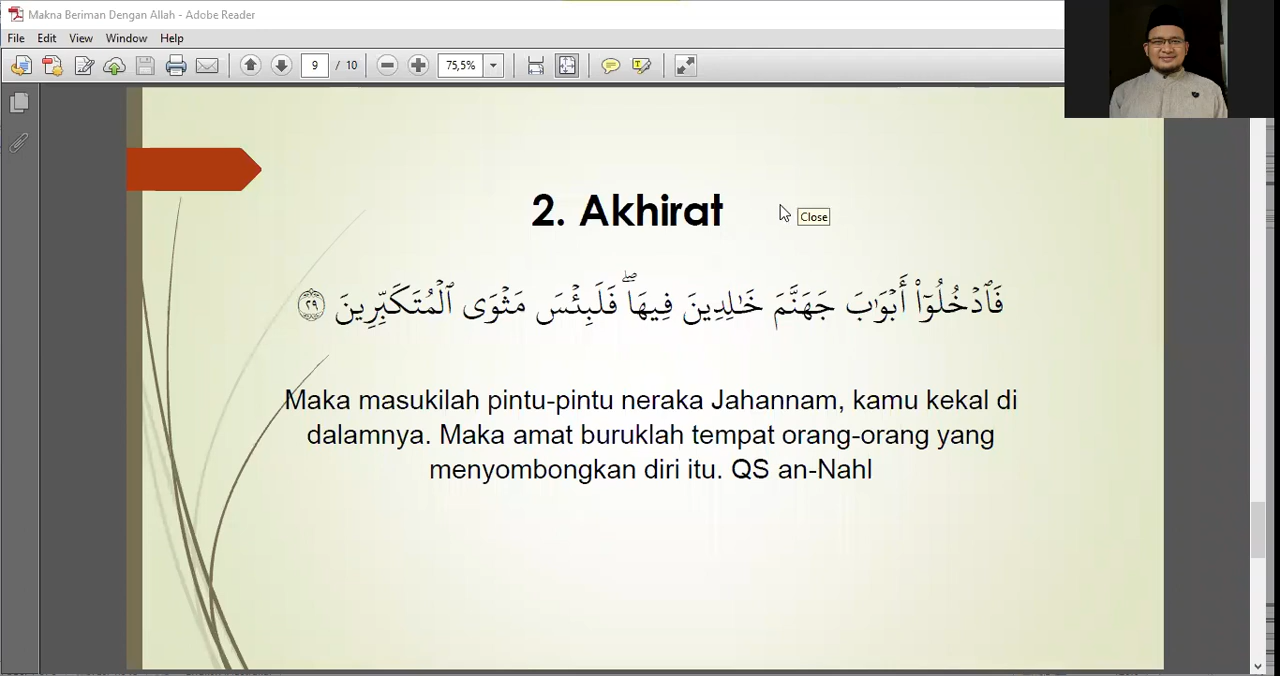 Makna Beriman Dengan Allah - Adobe Reader
File Edit View Window Help
9 / 10 75,5%
2. Akhirat
Close
فَٱدۡخُلُوٓاْ أَبۡوَٰبَ جَهَنَّمَ خَٰلِدِينَ فِيهَاۖ فَلَبِئۡسَ مَثۡوَى ٱلۡمُتَكَبِّرِينَ ٢٩
Maka masukilah pintu-pintu neraka Jahannam, kamu kekal di
dalamnya. Maka amat buruklah tempat orang-orang yang
menyombongkan diri itu. QS an-Nahl